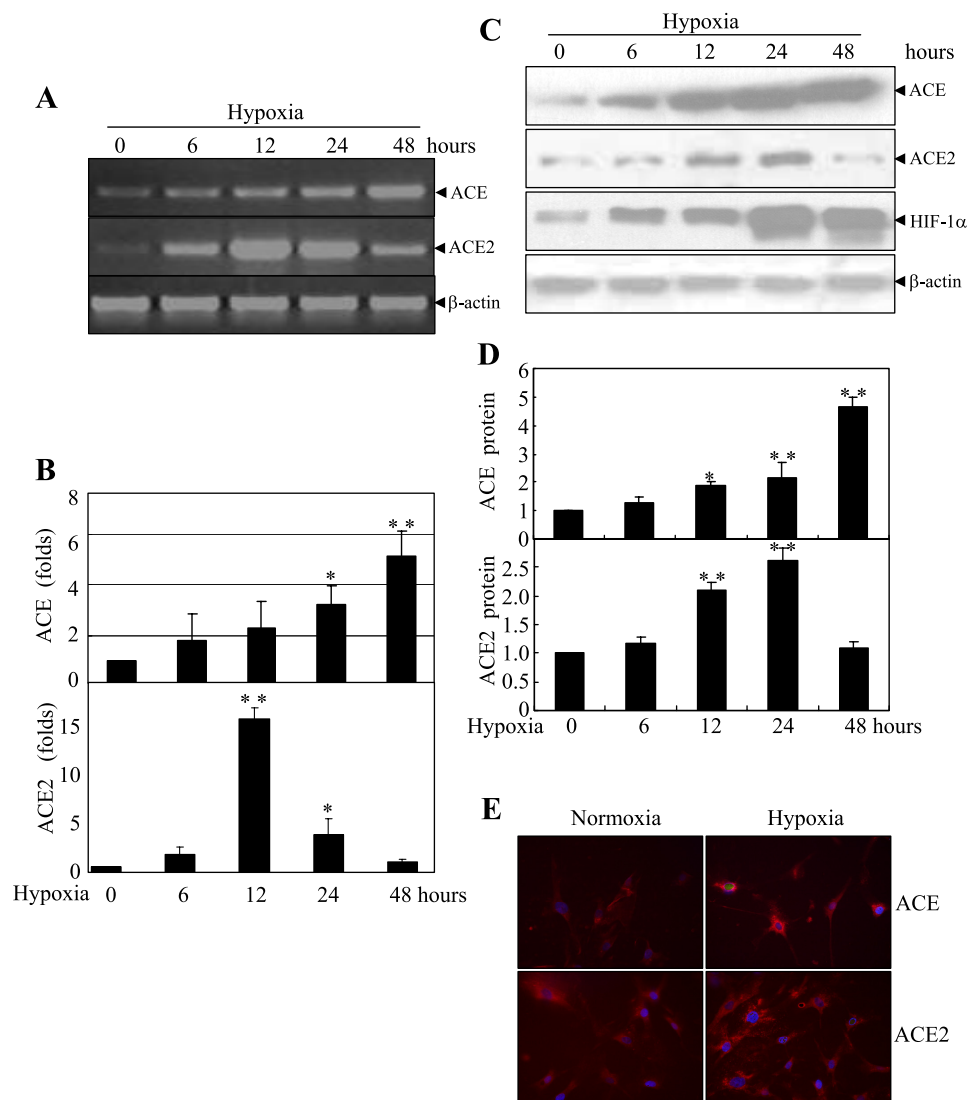 A
Hypoxia
0 6 12 24 48 hours
ACE
ACE2
β-actin
B
ACE (folds)
8
6
4
2
0
*
* *
ACE2 (folds)
15
10
5
0
* *
*
Hypoxia 0 6 12 24 48 hours
C
Hypoxia
0 6 12 24 48 hours
ACE
ACE2
HIF-1α
β-actin
D
ACE protein
6
5
4
3
2
1
0
*
* *
* *
ACE2 protein
2.5
2.0
1.0
0.5
0
* *
* *
Hypoxia 0 6 12 24 48 hours
E
Normoxia Hypoxia
ACE
ACE2